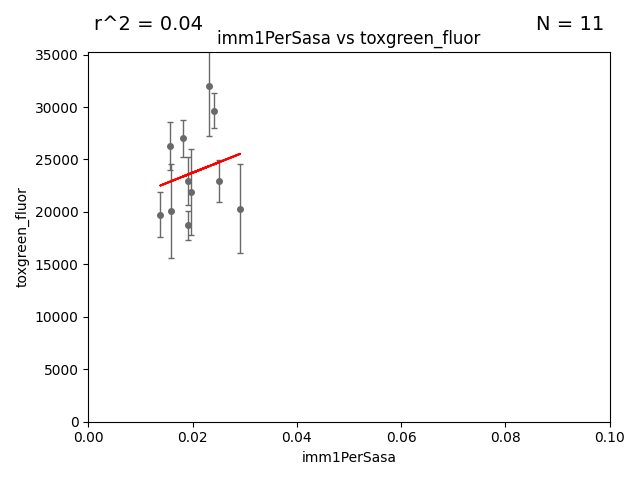 r^2 = 0.04
N = 11
imm1PerSasa vs toxgreen_fluor
35000
30000
25000
20000
15000
10000
5000
0
toxgreen_fluor
0.00
0.02
0.04
0.06
0.08
0.10
imm1PerSasa